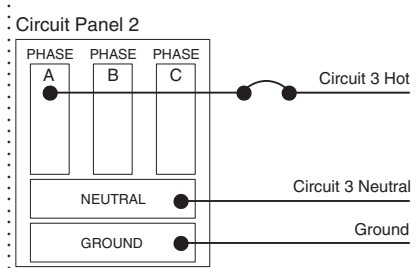 Circuit Panel 2
PHASE PHASE PHASE
A B C
Circuit 3 Hot
NEUTRAL
Circuit 3 Neutral
GROUND
Ground